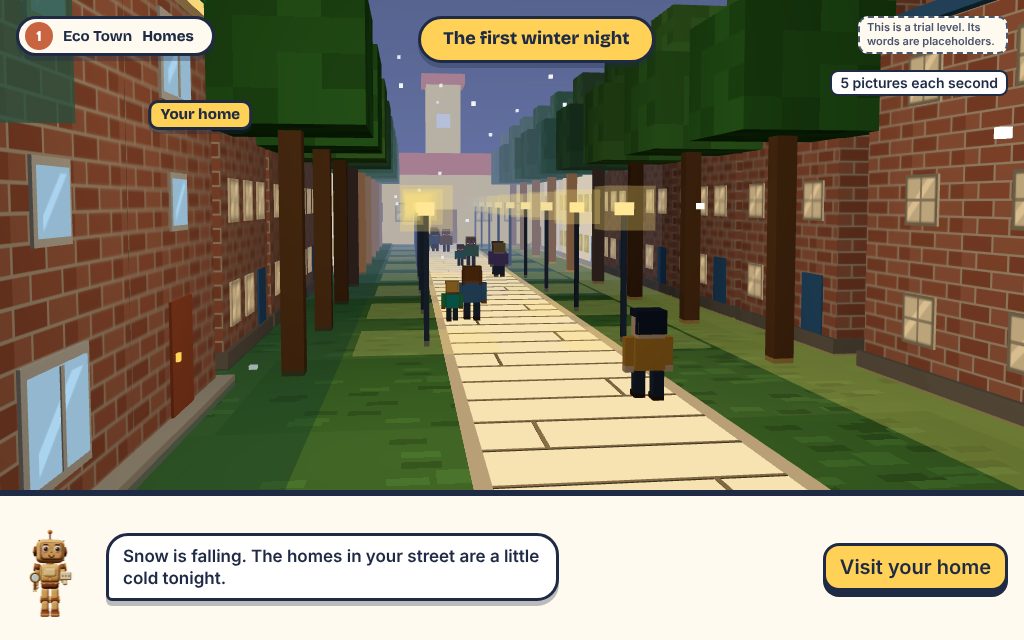 1 Eco Town Homes
The first winter night
This is a trial level. Its
words are placeholders.
5 pictures each second
Your home
Snow is falling. The homes in your street are a little
cold tonight.
Visit your home